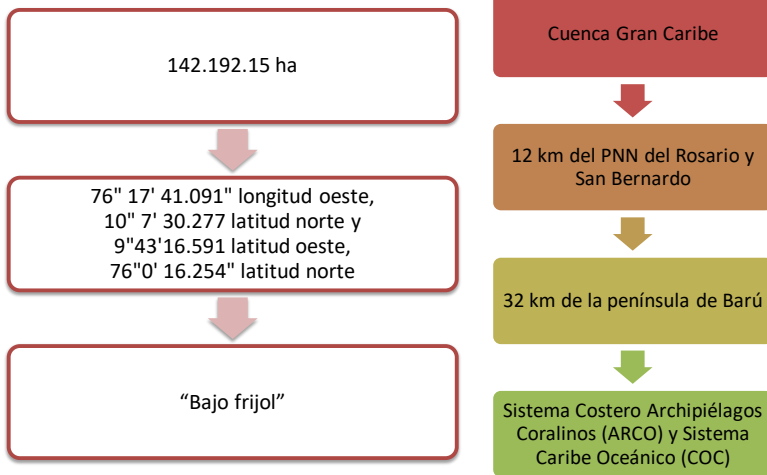 142.192.15 ha
76" 17' 41.091" longitud oeste,
10" 7' 30.277 latitud norte y
9"43'16.591 latitud oeste,
76"0' 16.254" latitud norte
“Bajo frijol”
Cuenca Gran Caribe
12 km del PNN del Rosario y
San Bernardo
32 km de la península de Barú
Sistema Costero Archipiélagos
Coralinos (ARCO) y Sistema
Caribe Oceánico (COC)